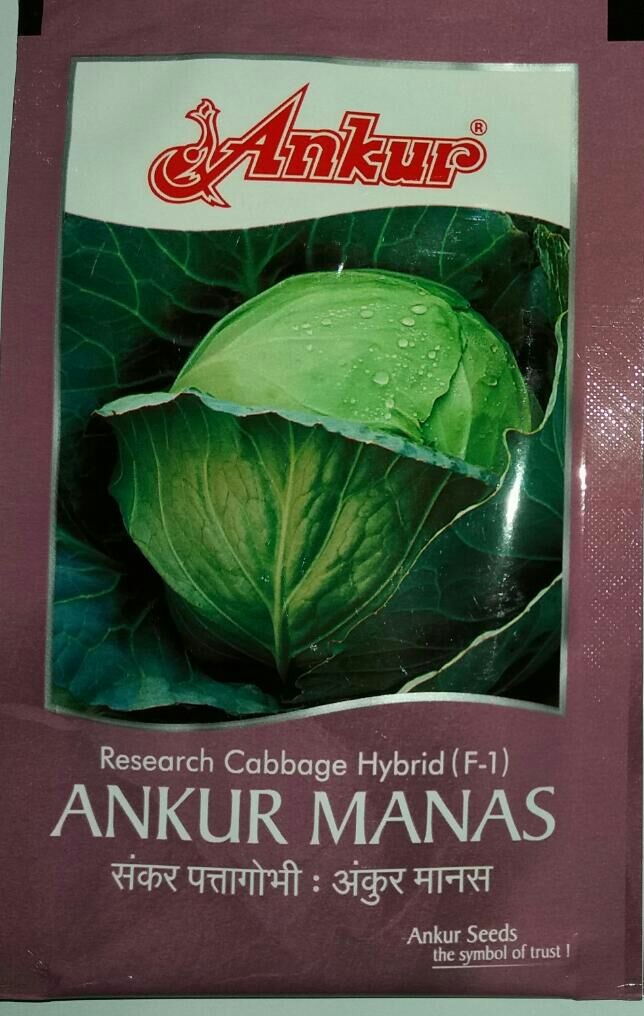 Ankur®
Research Cabbage Hybrid (F-1)
ANKUR MANAS
संकर पत्तागोभी : अंकुर मानस
Ankur Seeds
the symbol of trust !